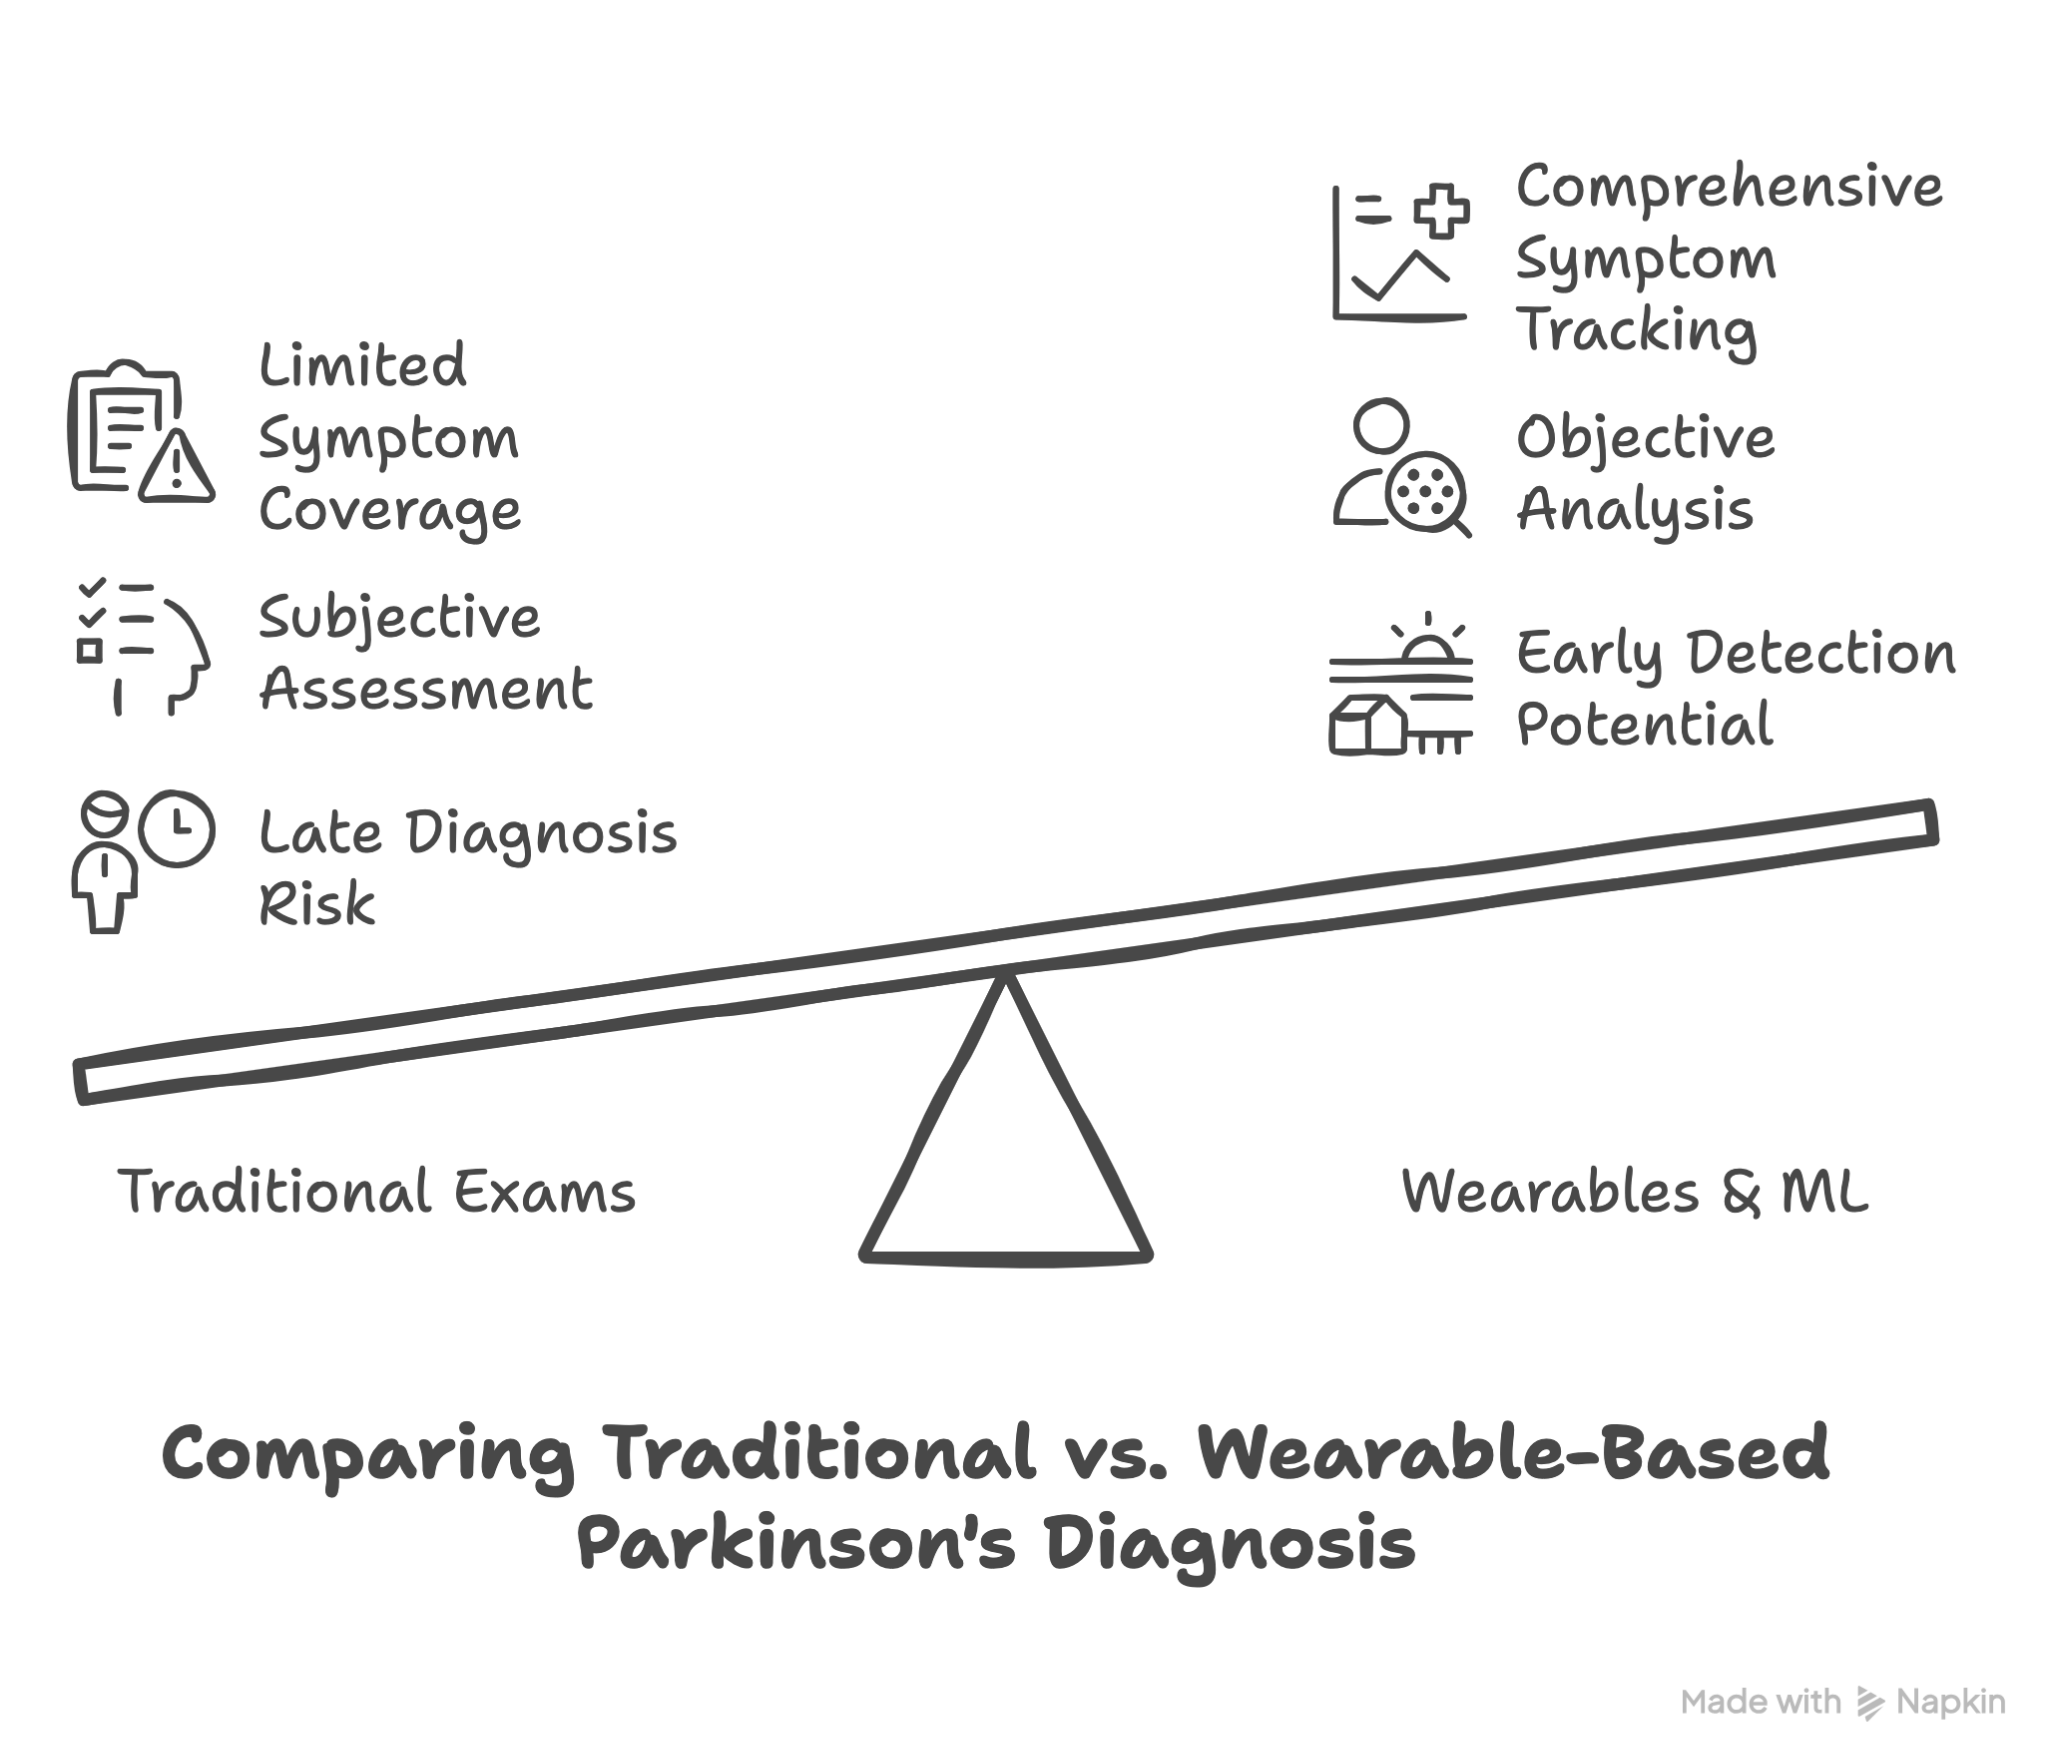 Limited
Symptom
Coverage
Subjective
Assessment
Late Diagnosis
Risk
Comprehensive
Symptom
Tracking
Objective
Analysis
Early Detection
Potential
Traditional Exams
Wearables & ML
Comparing Traditional vs. Wearable-Based
Parkinson's Diagnosis
Made with Napkin